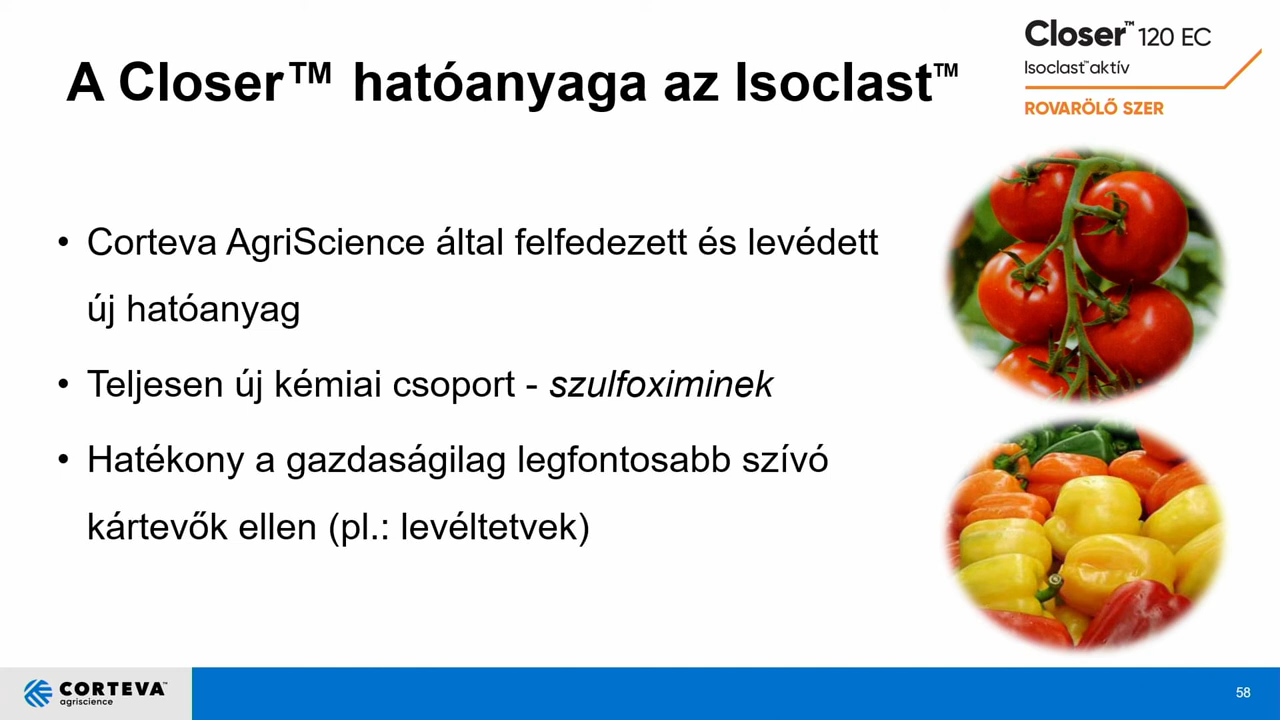 A Closer™ hatóanyaga az Isoclast™
Closer™ 120 EC
Isoclast™aktív
ROVARÖLŐ SZER
• Corteva AgriScience által felfedezett és levédett
új hatóanyag
• Teljesen új kémiai csoport - szulfoximinek
• Hatékony a gazdaságilag legfontosabb szívó
kártevők ellen (pl.: levéltetvek)
CORTEVA™
agriscience
58